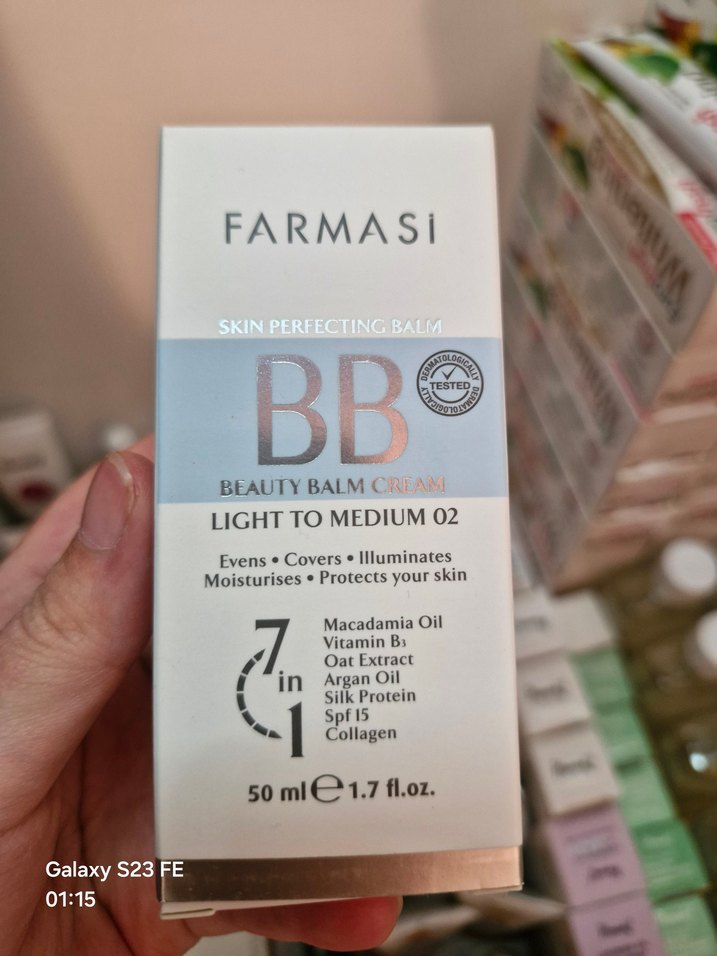 FARMASi
SKIN PERFECTING BALM
BB
DERMATOLOGICALLY
TESTED
DERMATOLOGICALLY
BEAUTY BALM CREAM
LIGHT TO MEDIUM 02
Evens • Covers • Illuminates
Moisturises • Protects your skin
7 in 1
Macadamia Oil
Vitamin B₃
Oat Extract
Argan Oil
Silk Protein
Spf 15
Collagen
50 ml ℮ 1.7 fl.oz.
Galaxy S23 FE
01:15